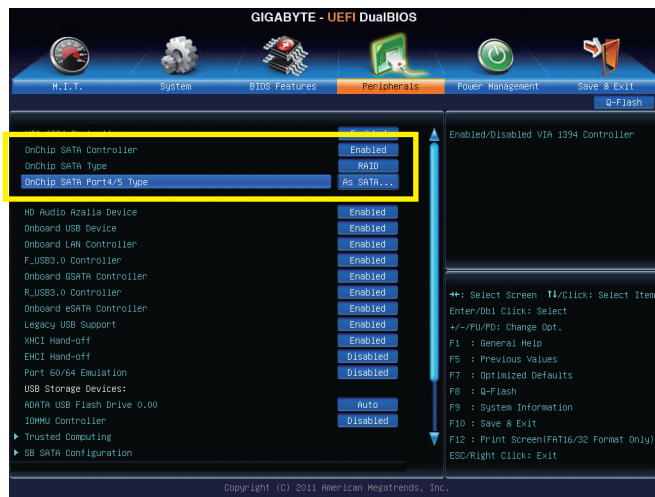 GIGABYTE - UEFI DualBIOS
M.I.T. System BIOS Features Peripherals Power Management Save & Exit
Q-Flash
VIA 1394 Controller Enabled
OnChip SATA Controller Enabled
OnChip SATA Type RAID
OnChip SATA Port4/5 Type As SATA...
HD Audio Azalia Device Enabled
Onboard USB Device Enabled
Onboard LAN Controller Enabled
F_USB3.0 Controller Enabled
Onboard GSATA Controller Enabled
R_USB3.0 Controller Enabled
Onboard eSATA Controller Enabled
Legacy USB Support Enabled
XHCI Hand-off Enabled
EHCI Hand-off Disabled
Port 60/64 Emulation Disabled
USB Storage Devices:
ADATA USB Flash Drive 0.00 Auto
IOMMU Controller Disabled
Trusted Computing
SB SATA Configuration
Enabled/Disabled VIA 1394 Controller
→←: Select Screen ↑↓/Click: Select Item
Enter/Dbl Click: Select
+/-/PU/PD: Change Opt.
F1 : General Help
F5 : Previous Values
F7 : Optimized Defaults
F8 : Q-Flash
F9 : System Information
F10 : Save & Exit
F12 : Print Screen(FAT16/32 Format Only)
ESC/Right Click: Exit
Copyright (C) 2011 American Megatrends, Inc.